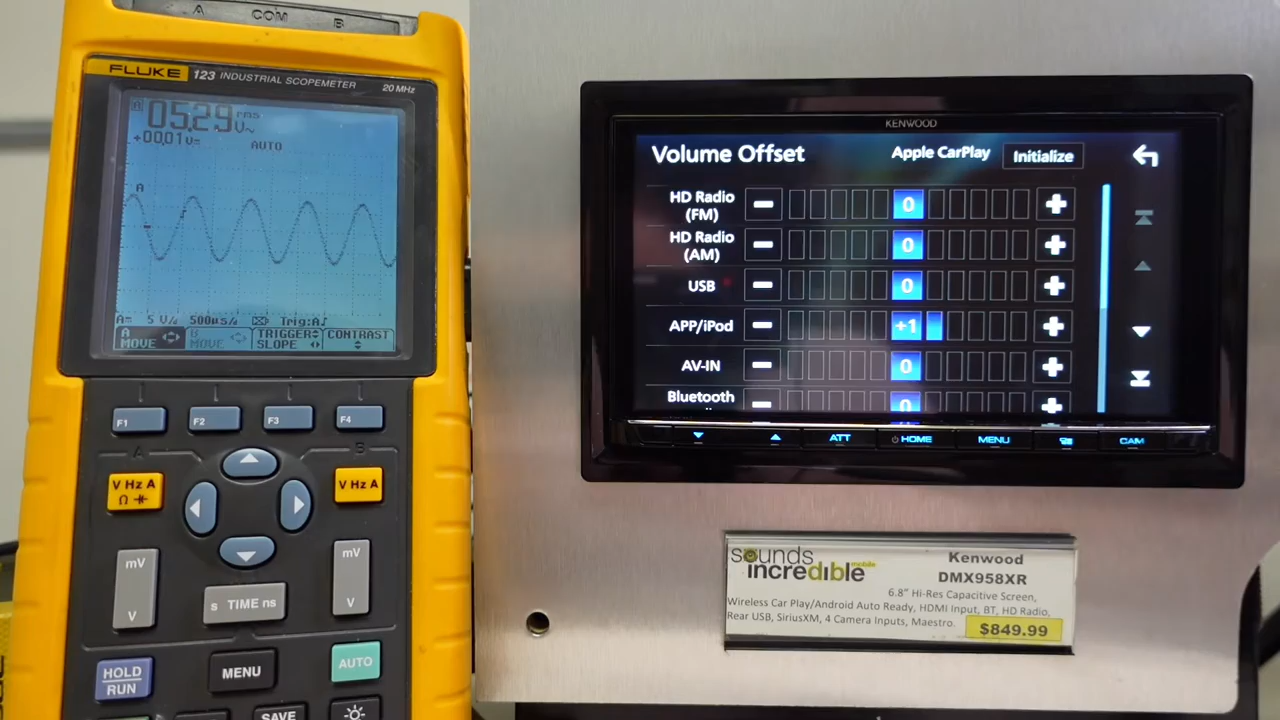 A COM B
FLUKE 123 INDUSTRIAL SCOPEMETER
20 MHz
A 05.29 rms V~
+00.01 V=
AUTO
A
A= 5 V/ 500µs/ Trig:A
A MOVE
B MOVE
TRIGGER SLOPE
CONTRAST
F1 F2 F3 F4
A B
V Hz A
Ω
V Hz A
mV
V
mV
V
s TIME ns
HOLD
RUN
MENU
AUTO
SAVE
KENWOOD
Volume Offset
Apple CarPlay
Initialize
HD Radio
(FM)
0
HD Radio
(AM)
0
USB
0
APP/iPod
+1
AV-IN
0
Bluetooth
0
ATT HOME MENU CAM
sounds
incredible mobile
Kenwood
DMX958XR
6.8" Hi-Res Capacitive Screen,
Wireless Car Play/Android Auto Ready, HDMI Input, BT, HD Radio,
Rear USB, SiriusXM, 4 Camera Inputs, Maestro.
$849.99